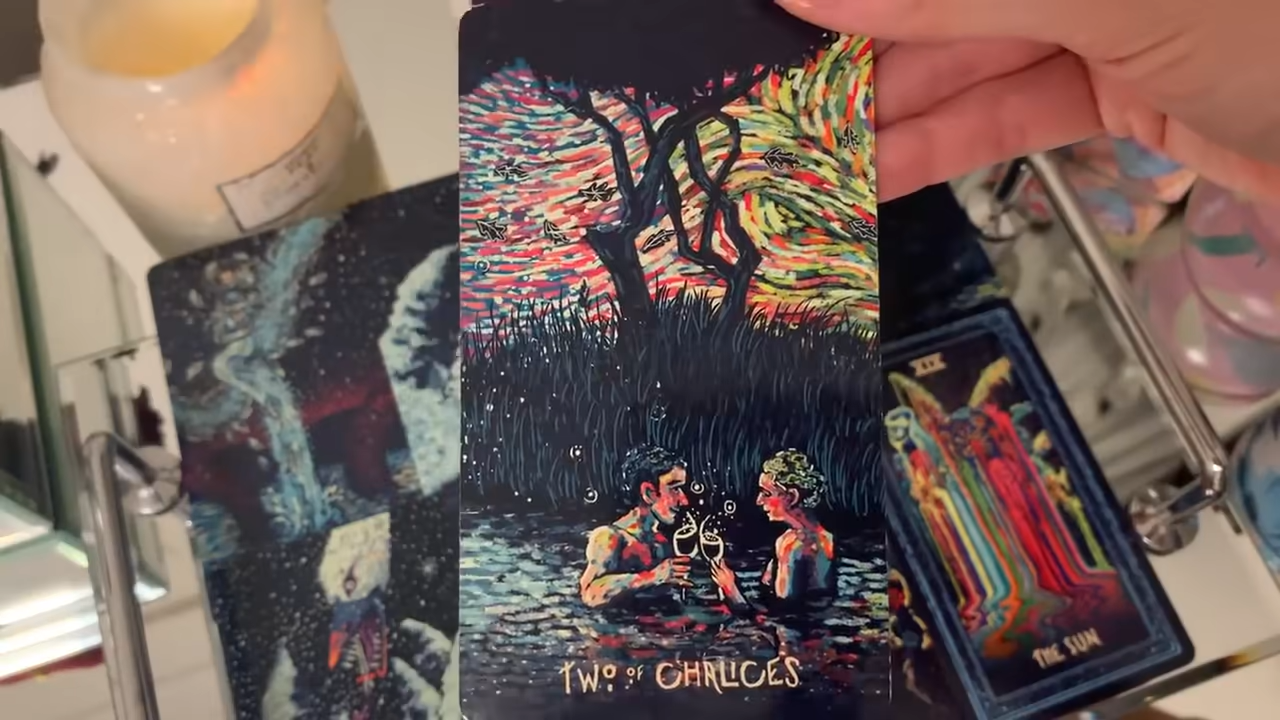 TWO OF CHALICES
XIX
THE SUN